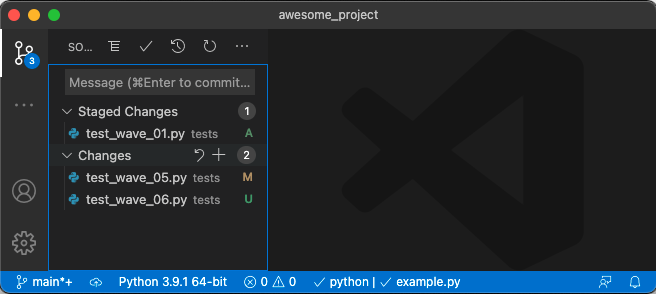 awesome_project
SO...
3
Message (⌘Enter to commit...
Staged Changes 1
test_wave_01.py tests A
Changes 2
test_wave_05.py tests M
test_wave_06.py tests U
main*+ Python 3.9.1 64-bit 0 0 python | example.py